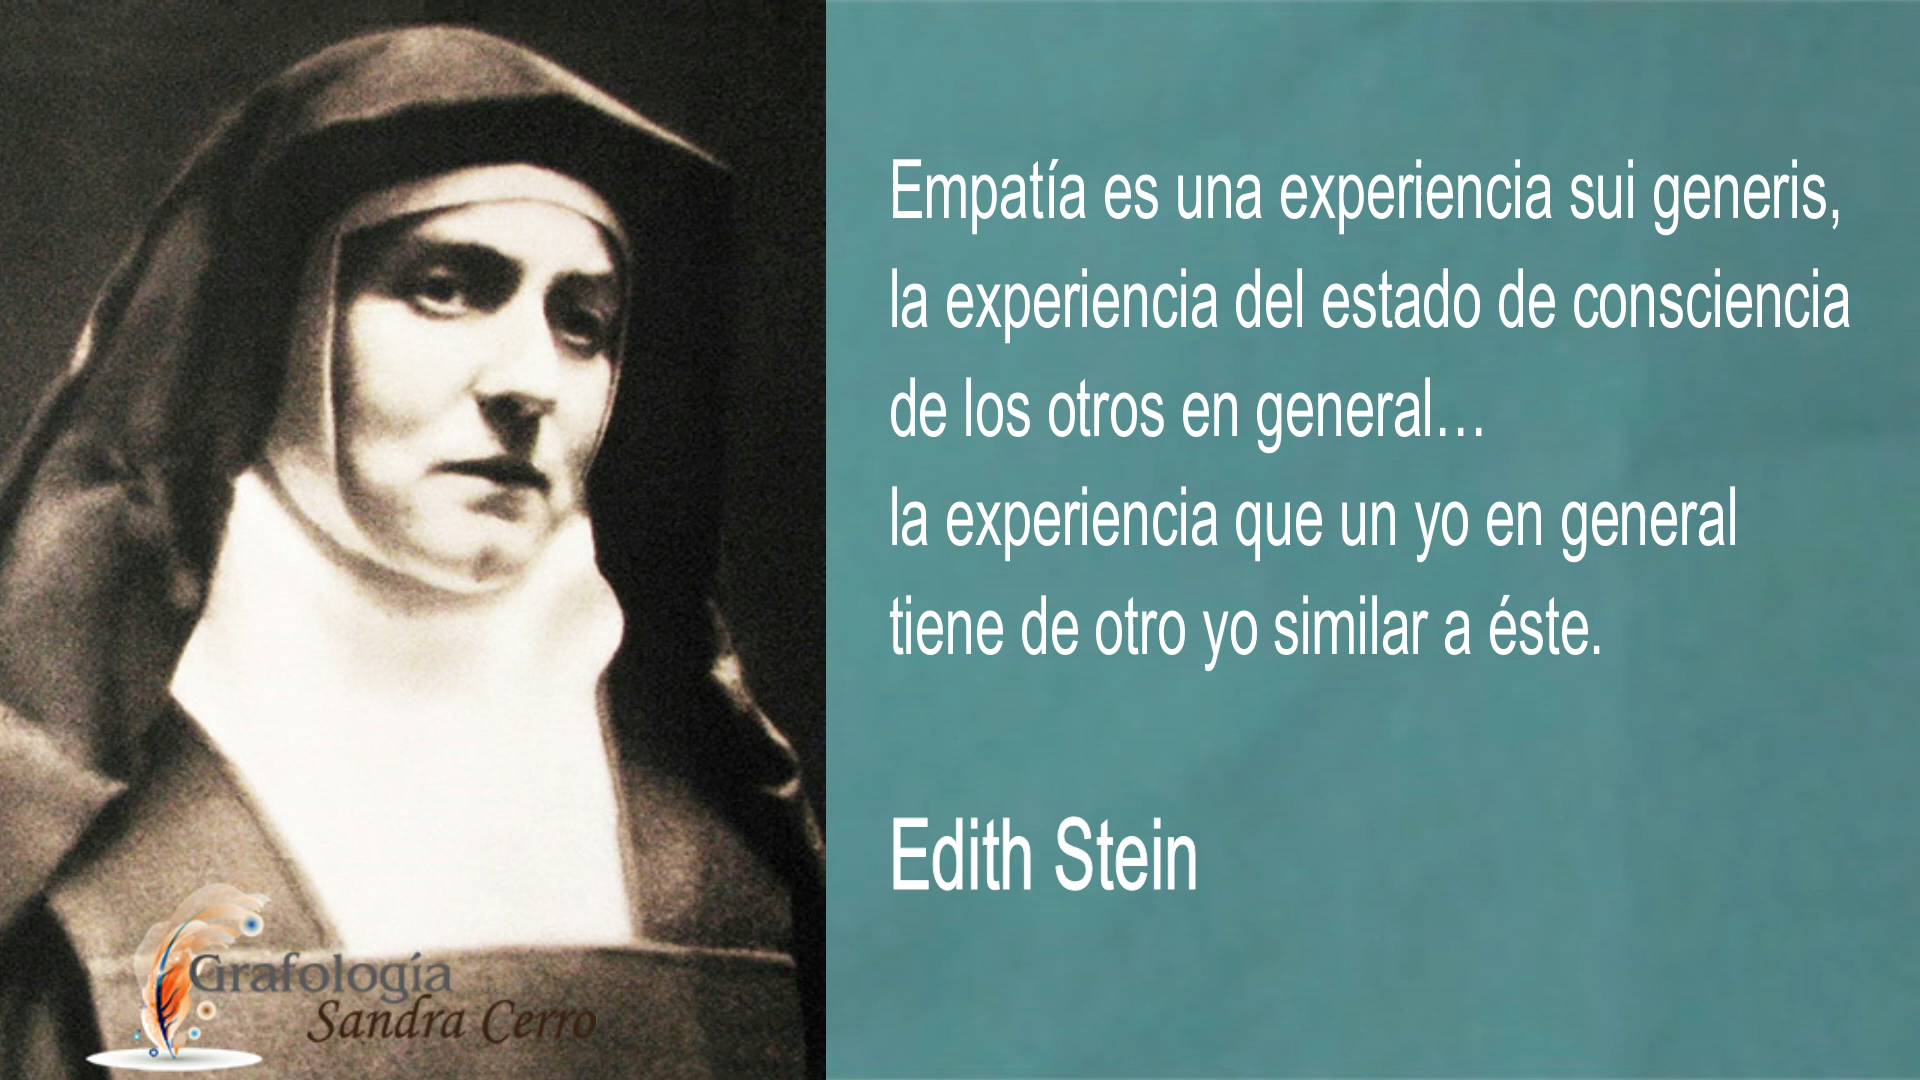 Empatía es una experiencia sui generis,
la experiencia del estado de consciencia
de los otros en general…
la experiencia que un yo en general
tiene de otro yo similar a éste.
Edith Stein
Grafología
Sandra Cerro